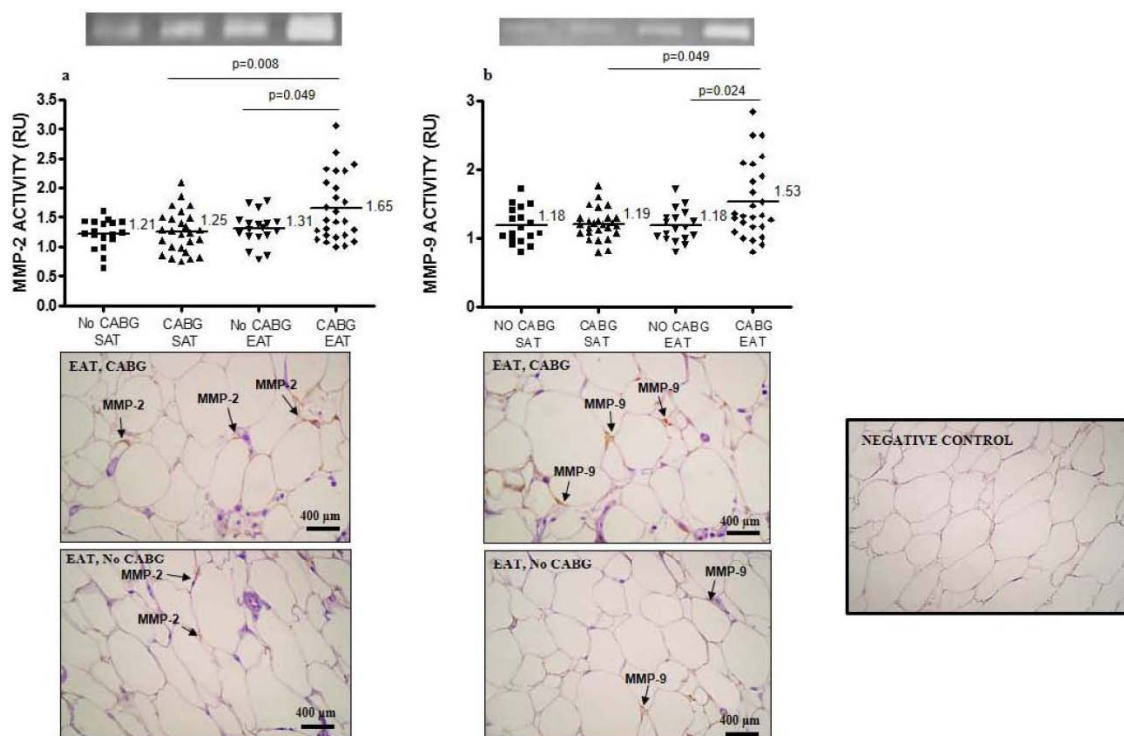 p=0.008
a
p=0.049
MMP-2 ACTIVITY (RU)
3.5
3.0
2.5
2.0
1.5
1.0
0.5
0.0
1.21
1.25
1.31
1.65
No CABG
SAT
CABG
SAT
No CABG
EAT
CABG
EAT
EAT, CABG
MMP-2
MMP-2
MMP-2
400 µm
EAT, No CABG
MMP-2
MMP-2
400 µm
p=0.049
b
p=0.024
MMP-9 ACTIVITY (RU)
3
2
1
0
1.18
1.19
1.18
1.53
NO CABG
SAT
CABG
SAT
NO CABG
EAT
CABG
EAT
EAT, CABG
MMP-9
MMP-9
MMP-9
400 µm
EAT, No CABG
MMP-9
MMP-9
400 µm
NEGATIVE CONTROL